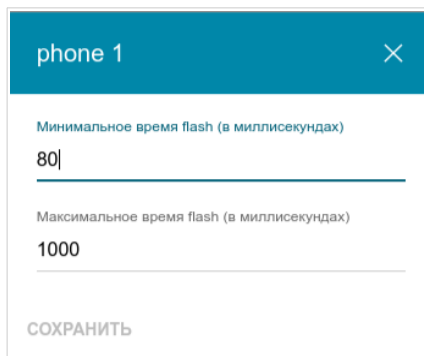 phone 1
Минимальное время flash (в миллисекундах)
80
Максимальное время flash (в миллисекундах)
1000
СОХРАНИТЬ